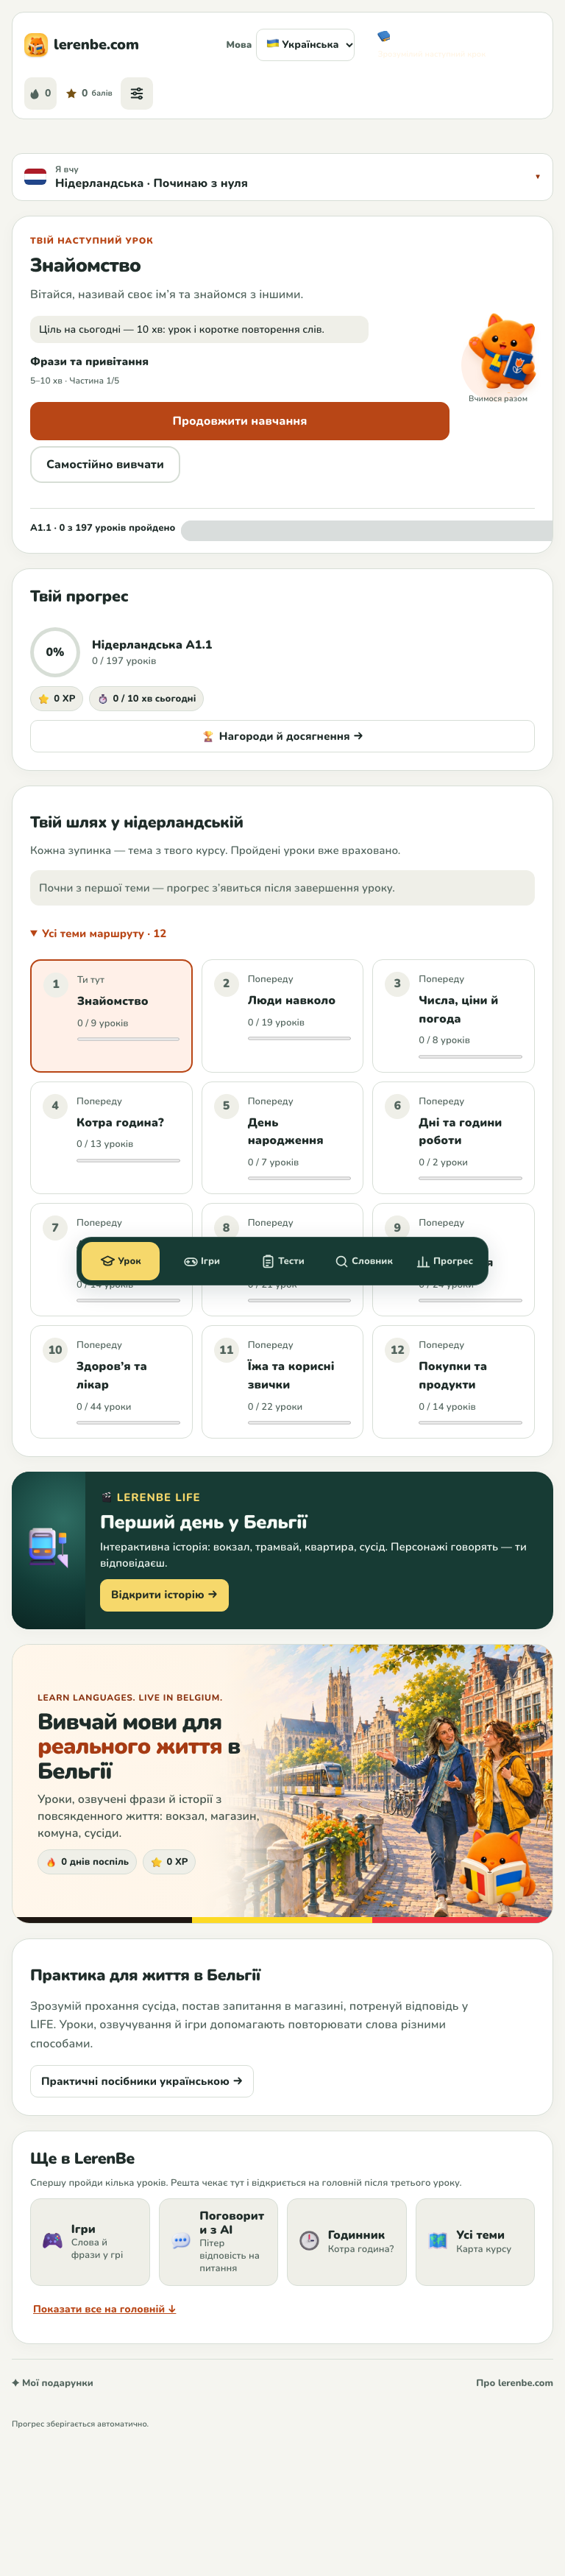 lerenbe.com
Мова
Українська
0
0 балів
Я вчу
Нідерландська · Починаю з нуля
ТВІЙ НАСТУПНИЙ УРОК
Знайомство
Вітайся, називай своє ім’я та знайомся з іншими.
Ціль на сьогодні — 10 хв: урок і коротке повторення слів.
Фрази та привітання
5–10 хв · Частина 1/5
Вчимося разом
Продовжити навчання
Самостійно вивчати
A1.1 · 0 з 197 уроків пройдено
Твій прогрес
0%
Нідерландська A1.1
0 / 197 уроків
0 XP
0 / 10 хв сьогодні
Нагороди й досягнення →
Твій шлях у нідерландській
Кожна зупинка — тема з твого курсу. Пройдені уроки вже враховано.
Почни з першої теми — прогрес з’явиться після завершення уроку.
▼ Усі теми маршруту · 12
1
Ти тут
Знайомство
0 / 9 уроків
2
Попереду
Люди навколо
0 / 19 уроків
3
Попереду
Числа, ціни й
погода
0 / 8 уроків
4
Попереду
Котра година?
0 / 13 уроків
5
Попереду
День
народження
0 / 7 уроків
6
Попереду
Дні та години
роботи
0 / 2 уроки
7
Попереду
8
Попереду
9
Попереду
Урок
Ігри
Тести
Словник
Прогрес
10
Попереду
Здоров’я та
лікар
0 / 44 уроки
11
Попереду
Їжа та корисні
звички
0 / 22 уроки
12
Попереду
Покупки та
продукти
0 / 14 уроків
LERENBE LIFE
Перший день у Бельгії
Інтерактивна історія: вокзал, трамвай, квартира, сусід. Персонажі говорять — ти
відповідаєш.
Відкрити історію →
LEARN LANGUAGES. LIVE IN BELGIUM.
Вивчай мови для
реального життя в
Бельгії
Уроки, озвучені фрази й історії з
повсякденного життя: вокзал, магазин,
комуна, сусіди.
0 днів поспіль
0 XP
Практика для життя в Бельгії
Зрозумій прохання сусіда, постав запитання в магазині, потренуй відповідь у
LIFE. Уроки, озвучування й ігри допомагають повторювати слова різними
способами.
Практичні посібники українською →
Ще в LerenBe
Спершу пройди кілька уроків. Решта чекає тут і відкриється на головній після третього уроку.
Ігри
Слова й
фрази у грі
Поговорит
и з AI
Пітер
відповість на
питання
Годинник
Котра година?
Усі теми
Карта курсу
Показати все на головній ↓
✦ Мої подарунки
Про lerenbe.com
Прогрес зберігається автоматично.